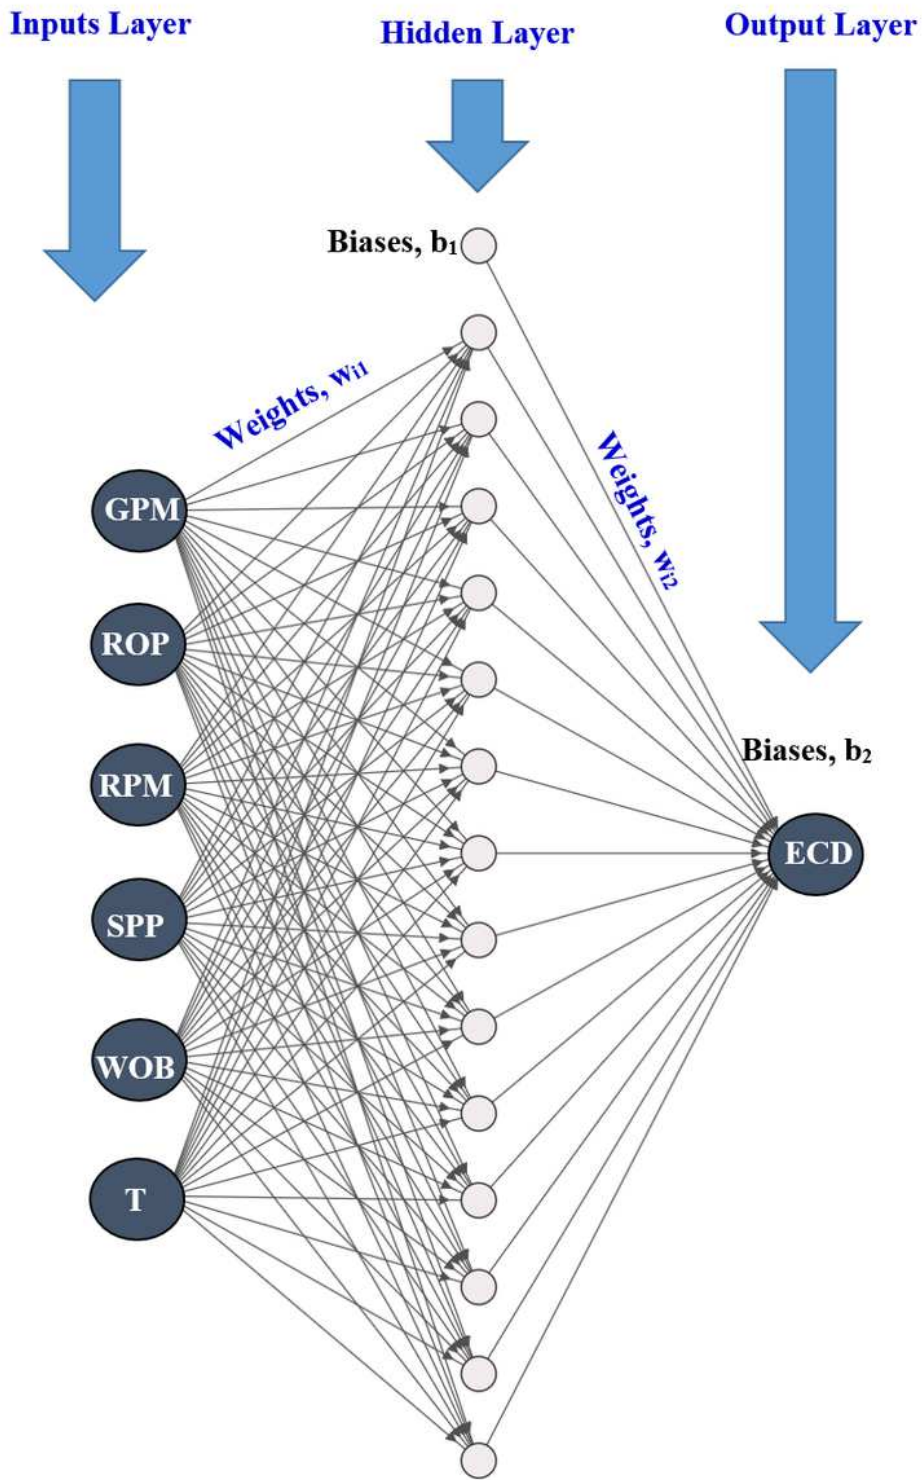 Inputs Layer
Hidden Layer
Output Layer
Biases, b₁
Weights, wᵢ₁
Weights, wᵢ₂
GPM
ROP
RPM
SPP
WOB
T
Biases, b₂
ECD